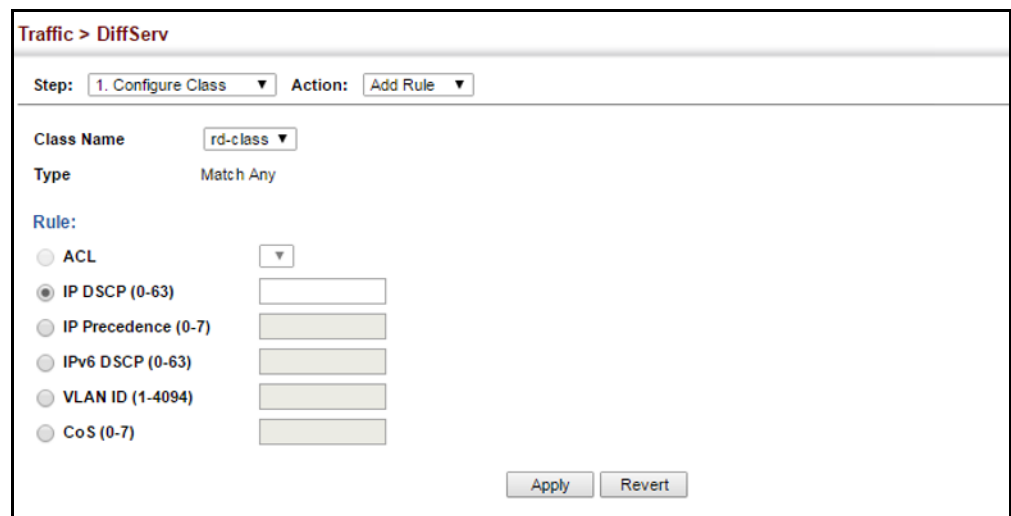 Traffic > DiffServ
Step: 1. Configure Class Action: Add Rule
Class Name rd-class
Type Match Any
Rule:
ACL
IP DSCP (0-63)
IP Precedence (0-7)
IPv6 DSCP (0-63)
VLAN ID (1-4094)
CoS (0-7)
Apply Revert